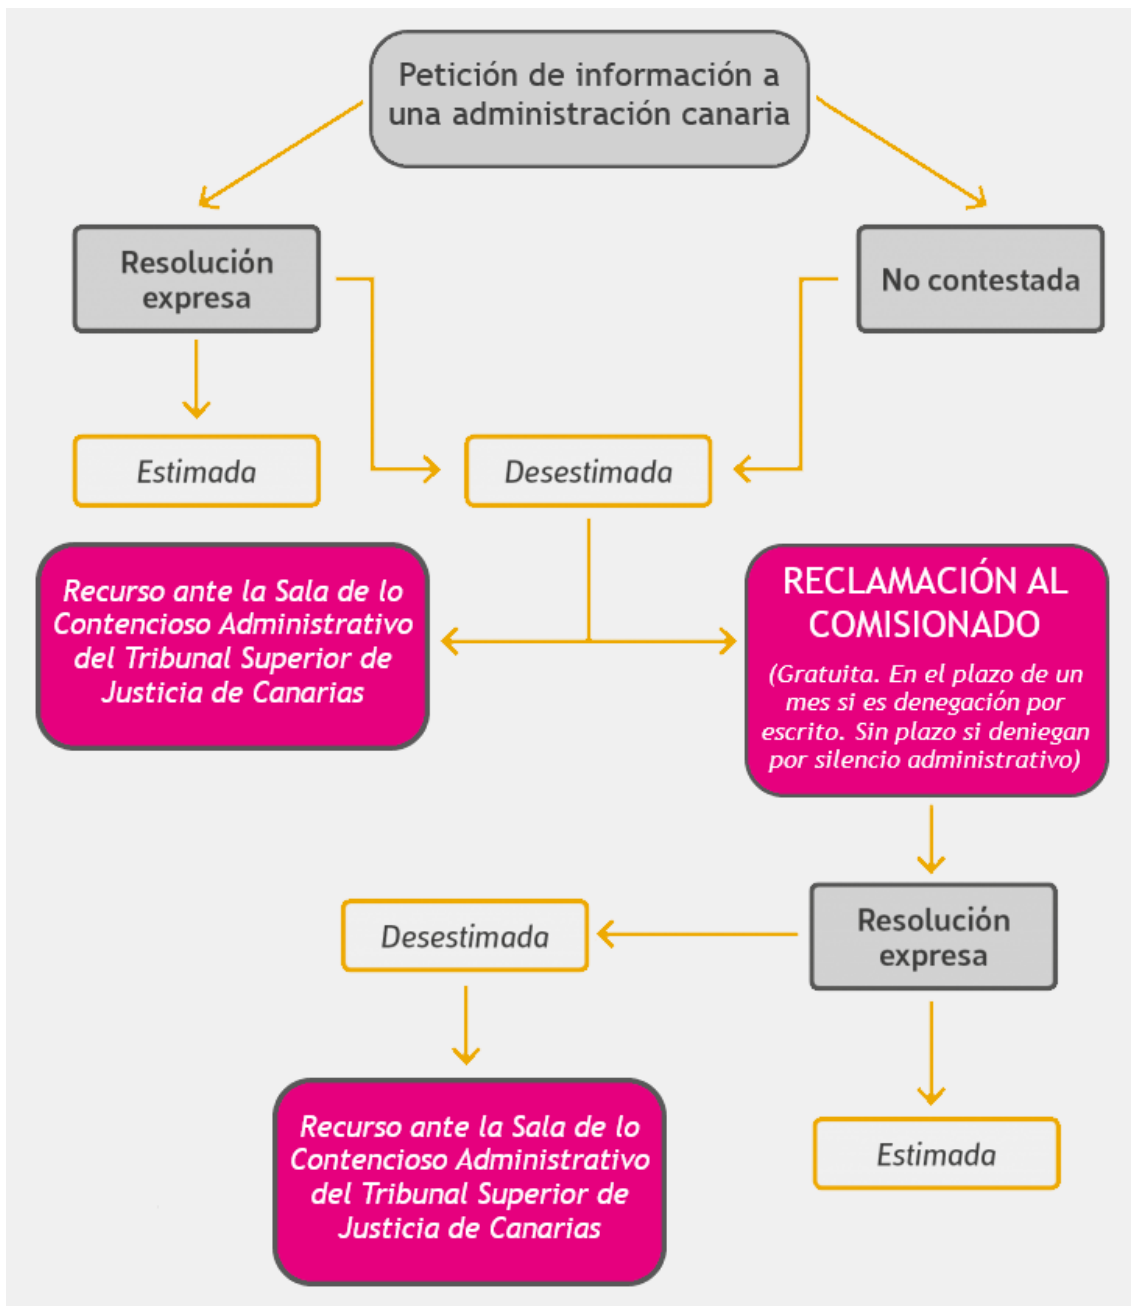 Petición de información a
una administración canaria
Resolución
expresa
No contestada
Estimada
Desestimada
Recurso ante la Sala de lo
Contencioso Administrativo
del Tribunal Superior de
Justicia de Canarias
RECLAMACIÓN AL
COMISIONADO
(Gratuita. En el plazo de un
mes si es denegación por
escrito. Sin plazo si deniegan
por silencio administrativo)
Desestimada
Resolución
expresa
Recurso ante la Sala de lo
Contencioso Administrativo
del Tribunal Superior de
Justicia de Canarias
Estimada